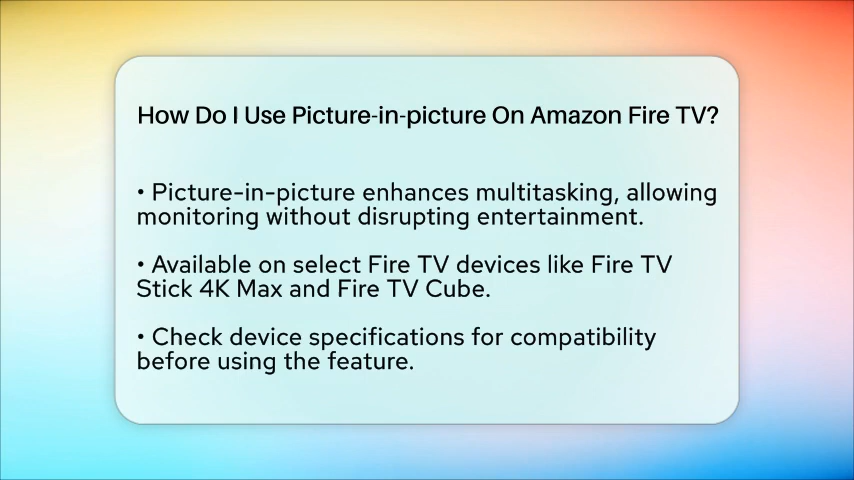 How Do I Use Picture-in-picture On Amazon Fire TV?
• Picture-in-picture enhances multitasking, allowing
monitoring without disrupting entertainment.
• Available on select Fire TV devices like Fire TV
Stick 4K Max and Fire TV Cube.
• Check device specifications for compatibility
before using the feature.